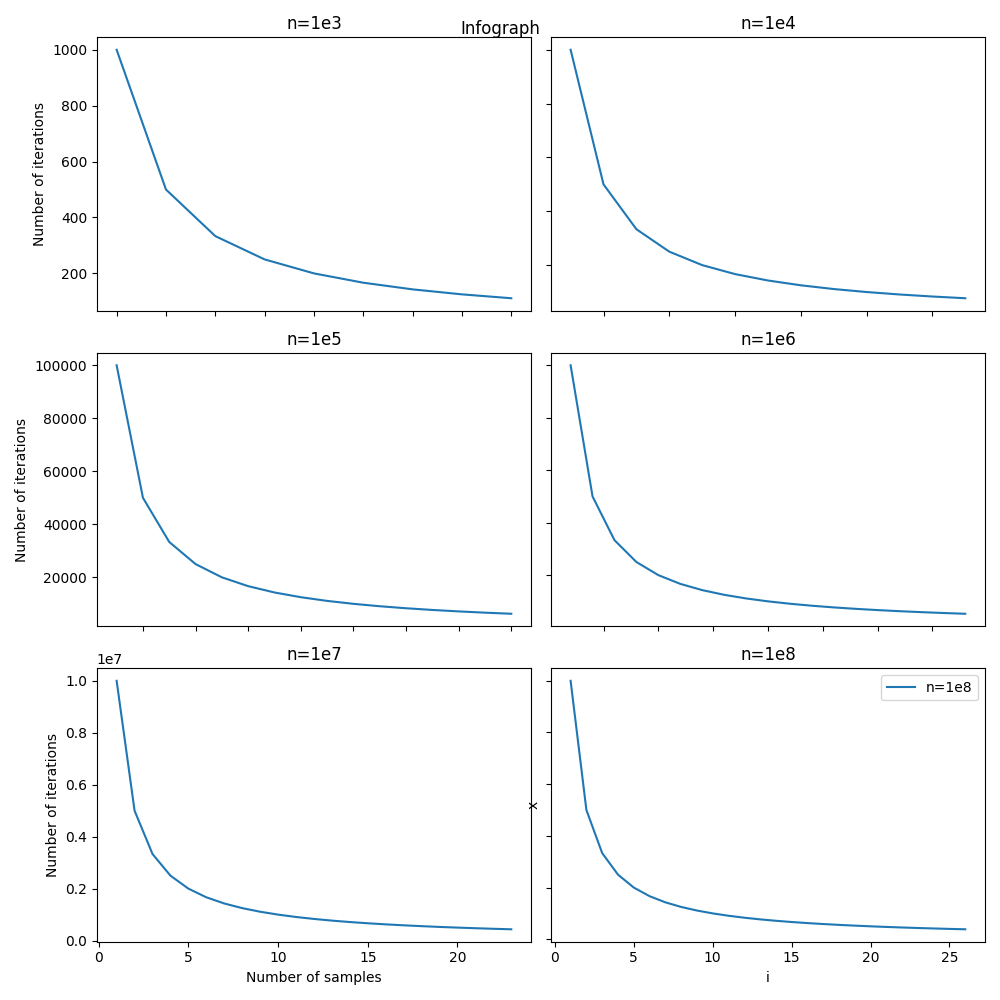 Infograph
n=1e3
n=1e4
Number of iterations
1000
800
600
400
200
n=1e5
n=1e6
Number of iterations
100000
80000
60000
40000
20000
n=1e7
n=1e8
1e7
Number of iterations
1.0
0.8
0.6
0.4
0.2
0.0
0 5 10 15 20
Number of samples
x
n=1e8
0 5 10 15 20 25
i